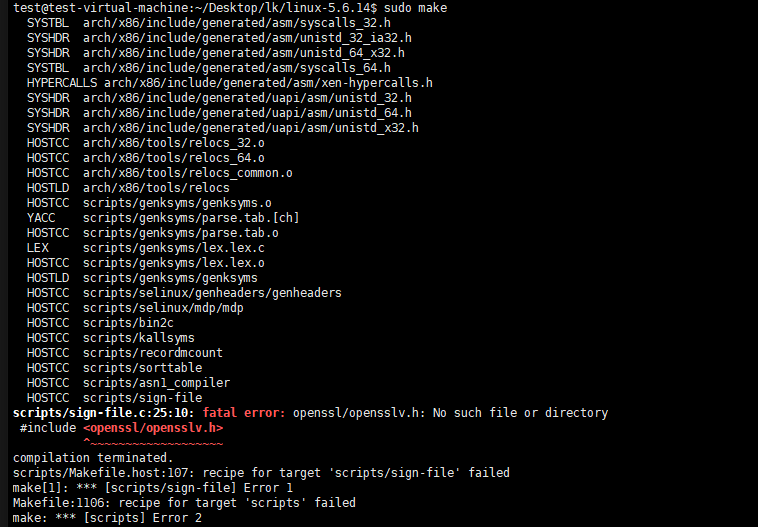 test@test-virtual-machine:~/Desktop/lk/linux-5.6.14$ sudo make
SYSTBL arch/x86/include/generated/asm/syscalls_32.h
SYSHDR arch/x86/include/generated/asm/unistd_32_ia32.h
SYSHDR arch/x86/include/generated/asm/unistd_64_x32.h
SYSTBL arch/x86/include/generated/asm/syscalls_64.h
HYPERCALLS arch/x86/include/generated/asm/xen-hypercalls.h
SYSHDR arch/x86/include/generated/uapi/asm/unistd_32.h
SYSHDR arch/x86/include/generated/uapi/asm/unistd_64.h
SYSHDR arch/x86/include/generated/uapi/asm/unistd_x32.h
HOSTCC arch/x86/tools/relocs_32.o
HOSTCC arch/x86/tools/relocs_64.o
HOSTCC arch/x86/tools/relocs_common.o
HOSTLD arch/x86/tools/relocs
HOSTCC scripts/genksyms/genksyms.o
YACC scripts/genksyms/parse.tab.[ch]
HOSTCC scripts/genksyms/parse.tab.o
LEX scripts/genksyms/lex.lex.c
HOSTCC scripts/genksyms/lex.lex.o
HOSTLD scripts/genksyms/genksyms
HOSTCC scripts/selinux/genheaders/genheaders
HOSTCC scripts/selinux/mdp/mdp
HOSTCC scripts/bin2c
HOSTCC scripts/kallsyms
HOSTCC scripts/recordmcount
HOSTCC scripts/sorttable
HOSTCC scripts/asn1_compiler
HOSTCC scripts/sign-file
scripts/sign-file.c:25:10: fatal error: openssl/opensslv.h: No such file or directory
#include <openssl/opensslv.h>
^~~~~~~~~~~~~~~~~~~~
compilation terminated.
scripts/Makefile.host:107: recipe for target 'scripts/sign-file' failed
make[1]: *** [scripts/sign-file] Error 1
Makefile:1106: recipe for target 'scripts' failed
make: *** [scripts] Error 2